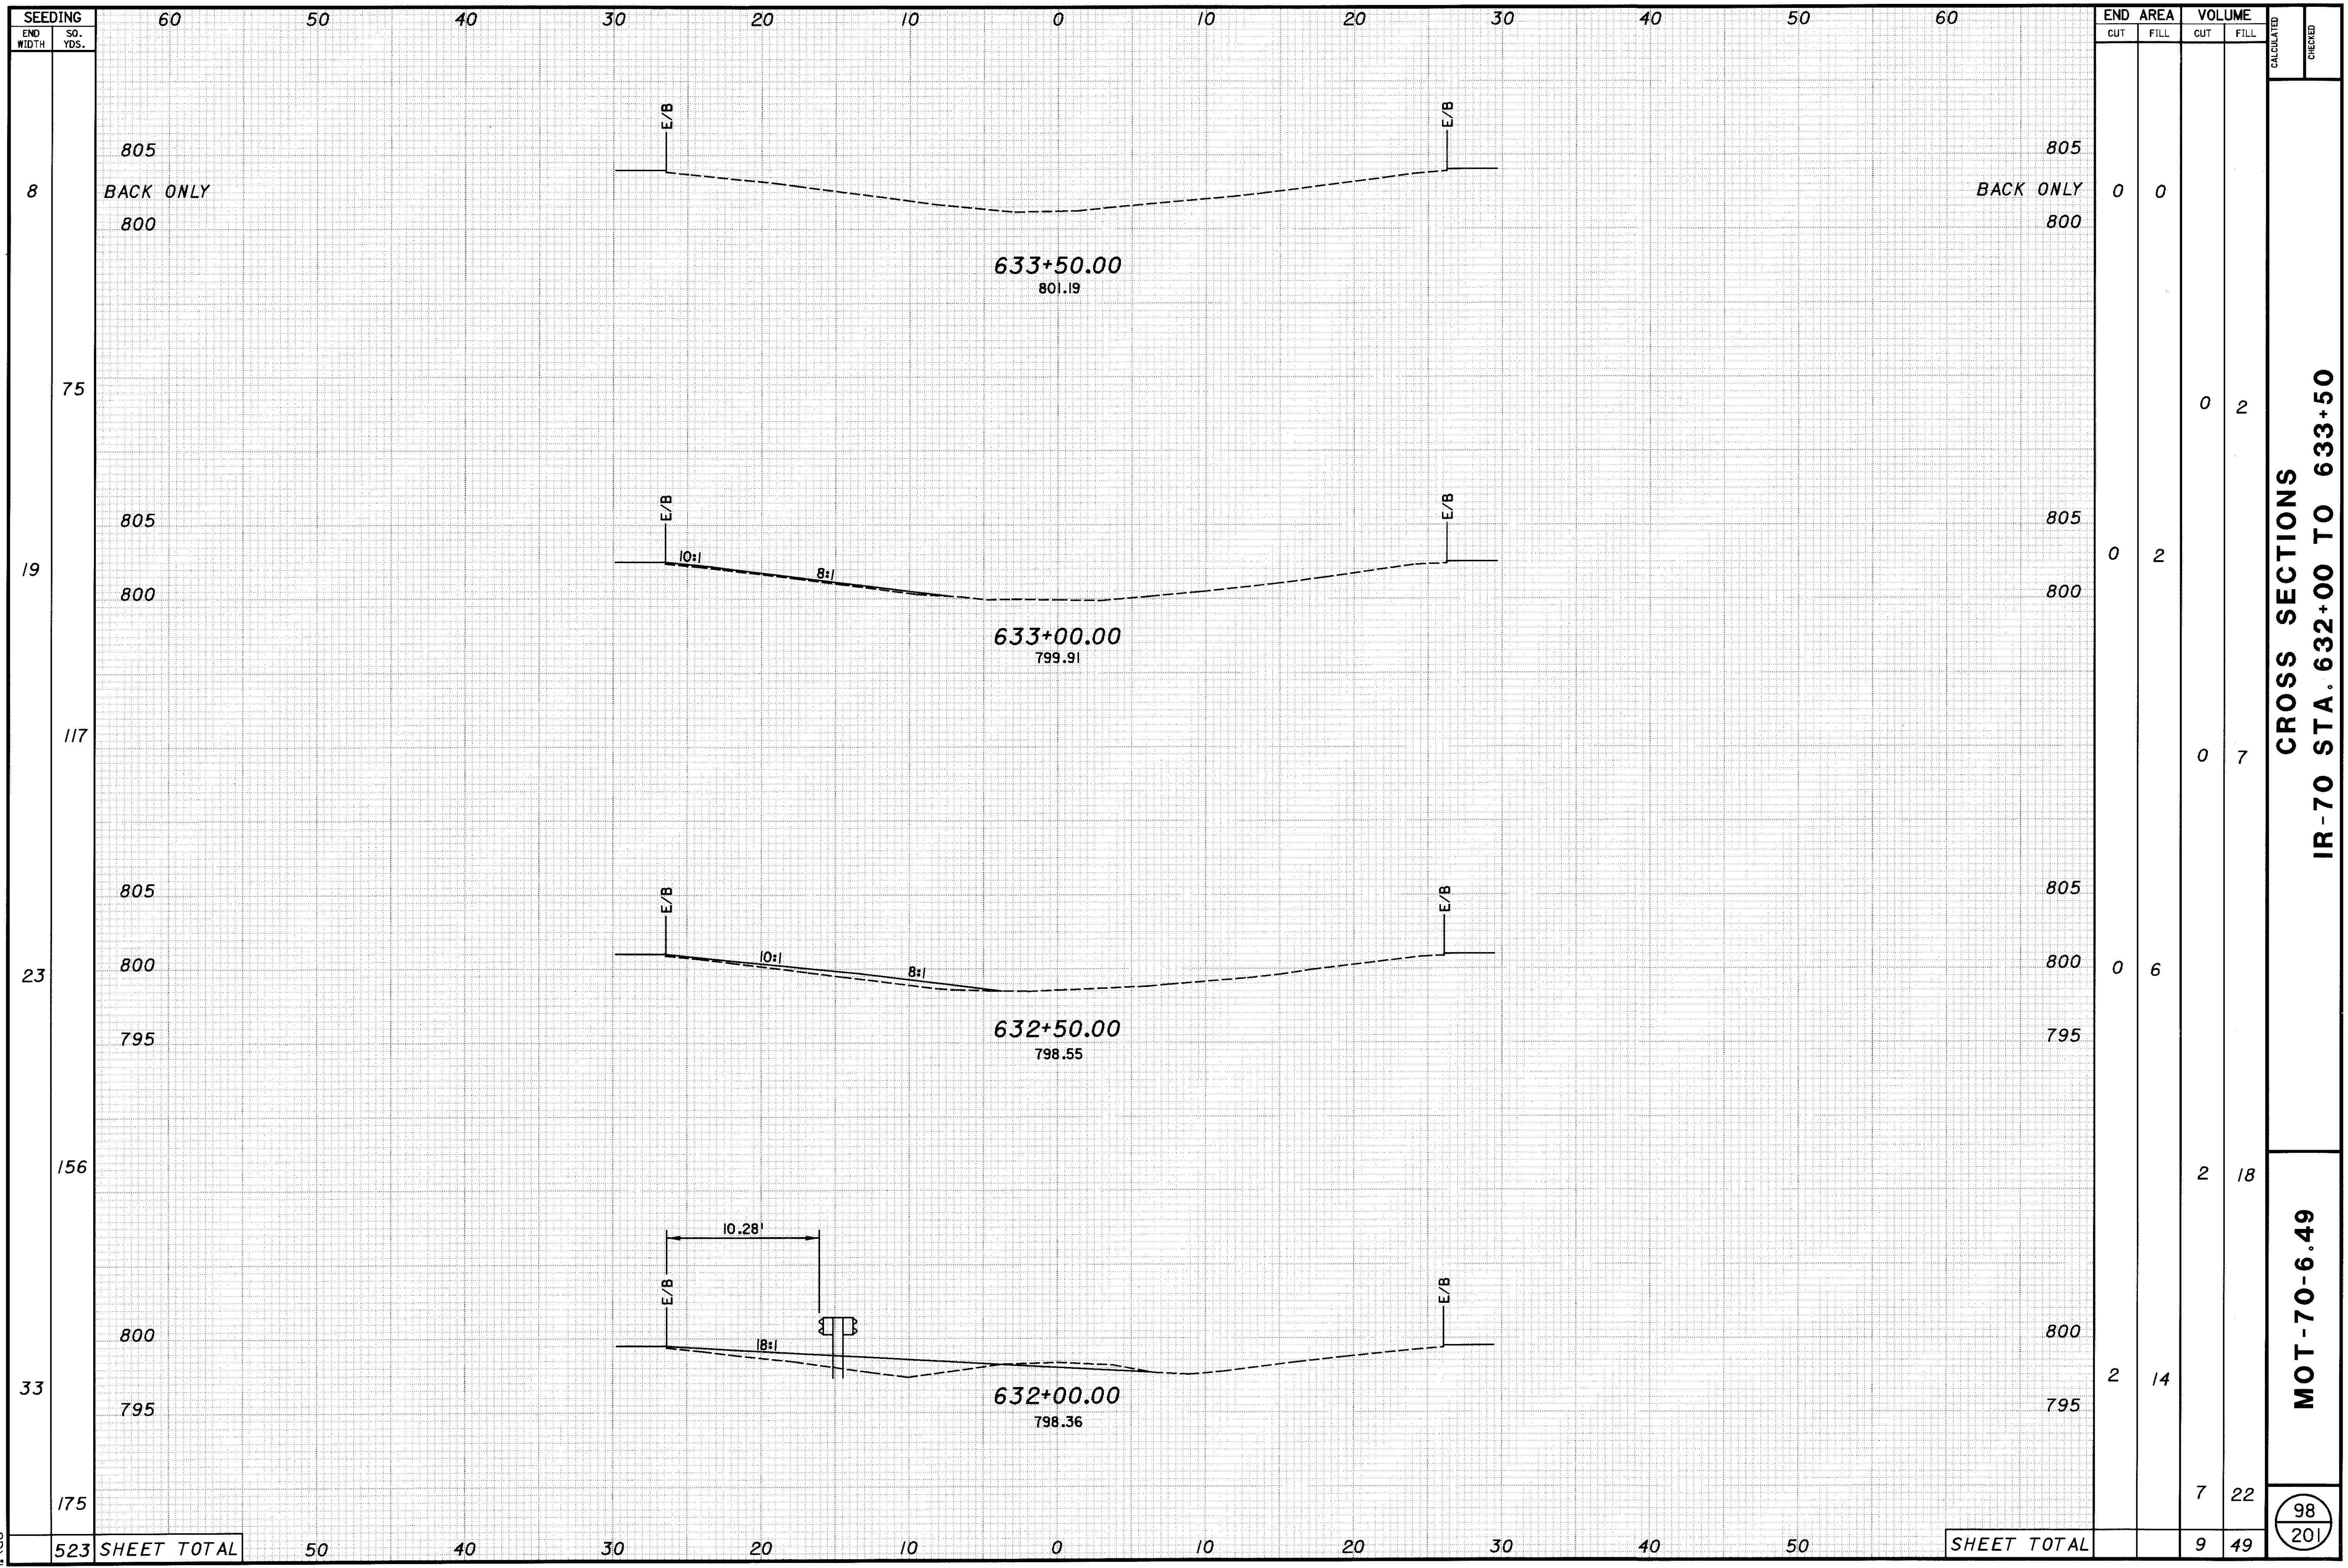 SEEDING
END WIDTH
SQ. YDS.
60 50 40 30 20 10 0 10 20 30 40 50 60
END AREA
VOLUME
CUT FILL CUT FILL
CALCULATED
CHECKED
E/B E/B
805 805
8 BACK ONLY BACK ONLY 0 0
800 800
633+50.00
801.19
75 0 2
E/B E/B
805 805
10:1
8:1
19 0 2
800 800
633+00.00
799.91
117 0 7
E/B E/B
805 805
10:1
8:1
23 800 800 0 6
632+50.00
798.55
795 795
156 2 18
10.28'
E/B E/B
800 800
18:1
33 2 14
632+00.00
798.36
795 795
175 7 22
523 SHEET TOTAL 50 40 30 20 10 0 10 20 30 40 50 SHEET TOTAL 9 49
CROSS SECTIONS
IR-70 STA. 632+00 TO 633+50
MOT-70-6.49
98
201